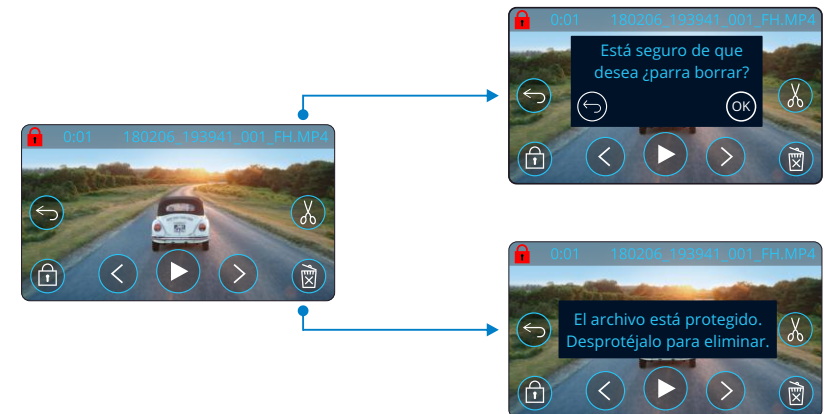 0:01 180206_193941_001_FH.MP4
Está seguro de que
desea ¿parra borrar?
OK
0:01 180206_193941_001_FH.MP4
0:01 180206_193941_001_FH.MP4
El archivo está protegido.
Desprotéjalo para eliminar.